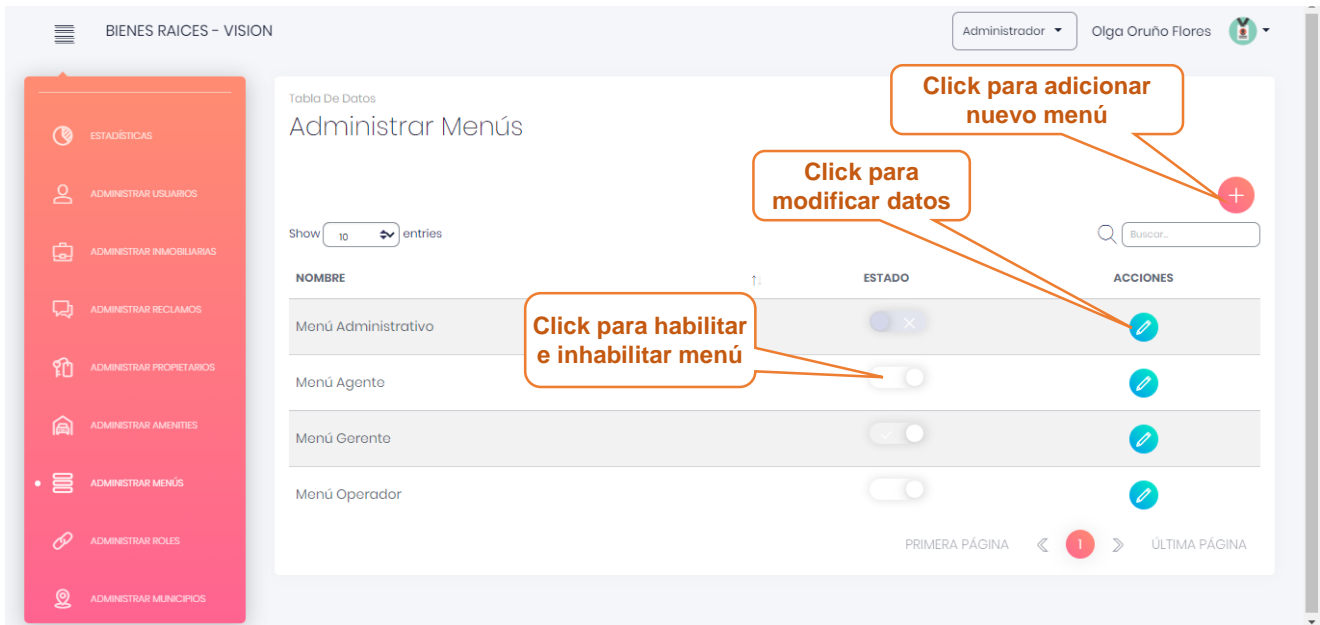 BIENES RAICES - VISION
Administrador
Olga Oruño Flores
ESTADÍSTICAS
ADMINISTRAR USUARIOS
ADMINISTRAR INMOBILIARIAS
ADMINISTRAR RECLAMOS
ADMINISTRAR PROPIETARIOS
ADMINISTRAR AMENITIES
ADMINISTRAR MENÚS
ADMINISTRAR ROLES
ADMINISTRAR MUNICIPIOS
Tabla De Datos
Administrar Menús
Click para adicionar
nuevo menú
Click para
modificar datos
Show 10 entries
Buscar...
NOMBRE
ESTADO
ACCIONES
Menú Administrativo
Click para habilitar
e inhabilitar menú
Menú Agente
Menú Gerente
Menú Operador
PRIMERA PÁGINA
1
ÚLTIMA PÁGINA